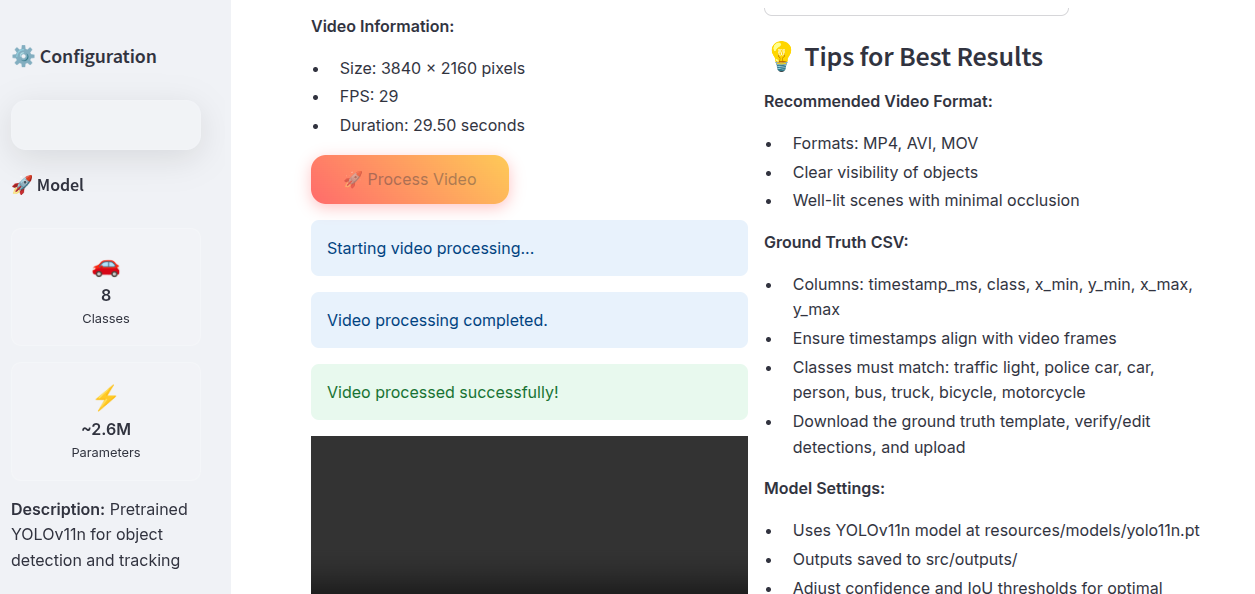 ⚙️ Configuration
🚀 Model
🚗
8
Classes
⚡
~2.6M
Parameters
Description: Pretrained
YOLOv11n for object
detection and tracking
Video Information:
• Size: 3840 × 2160 pixels
• FPS: 29
• Duration: 29.50 seconds
🚀 Process Video
Starting video processing...
Video processing completed.
Video processed successfully!
💡 Tips for Best Results
Recommended Video Format:
• Formats: MP4, AVI, MOV
• Clear visibility of objects
• Well-lit scenes with minimal occlusion
Ground Truth CSV:
• Columns: timestamp_ms, class, x_min, y_min, x_max,
y_max
• Ensure timestamps align with video frames
• Classes must match: traffic light, police car, car,
person, bus, truck, bicycle, motorcycle
• Download the ground truth template, verify/edit
detections, and upload
Model Settings:
• Uses YOLOv11n model at resources/models/yolo11n.pt
• Outputs saved to src/outputs/
• Adjust confidence and IoU thresholds for optimal